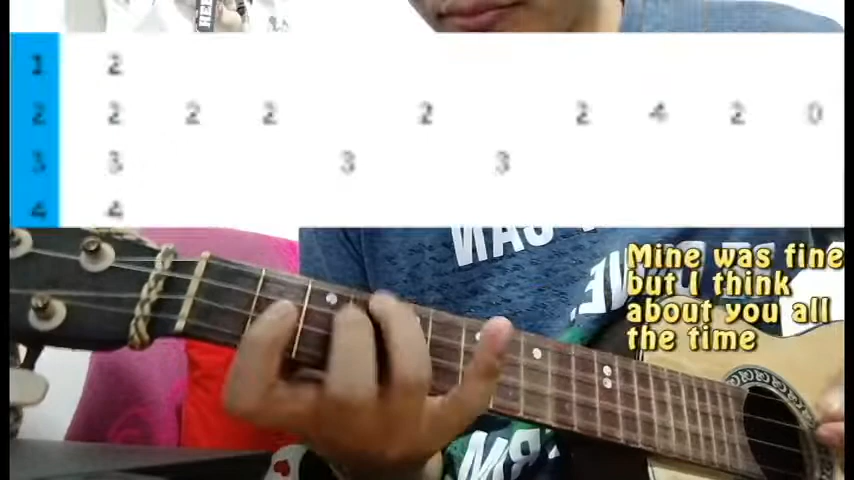 1 2
2 2 2 2 2 2 4 2 0
3 3 3 3
4 4
Mine was fine
but I think
about you all
the time